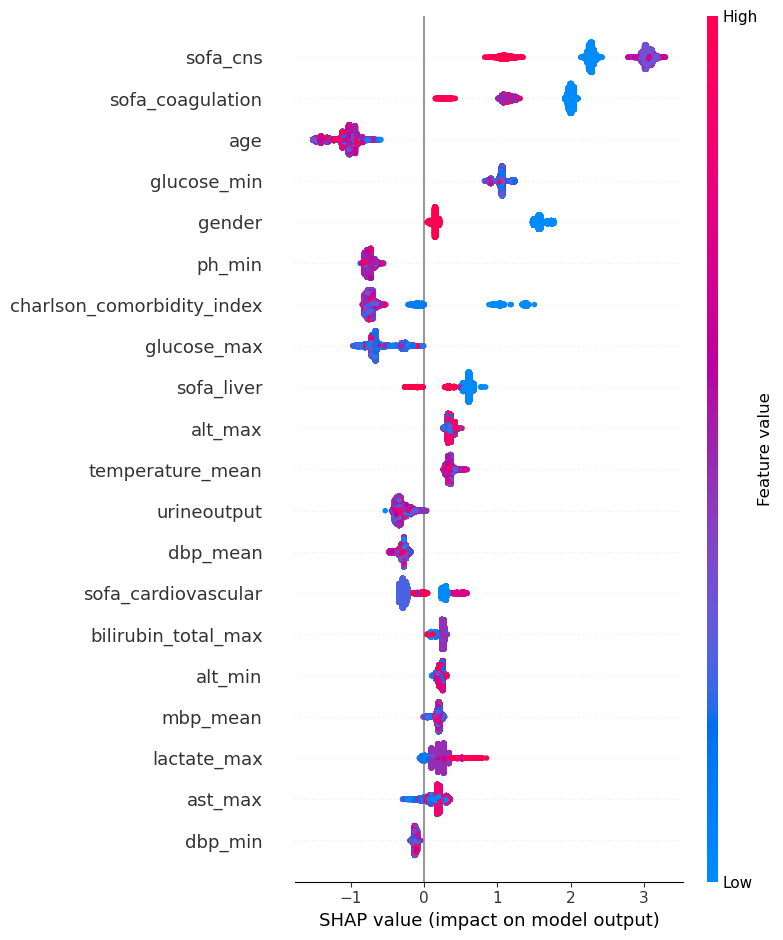 High
sofa_cns
sofa_coagulation
age
glucose_min
gender
ph_min
charlson_comorbidity_index
glucose_max
sofa_liver
alt_max
temperature_mean
urineoutput
dbp_mean
sofa_cardiovascular
bilirubin_total_max
alt_min
mbp_mean
lactate_max
ast_max
dbp_min
Feature value
Low
−1 0 1 2 3
SHAP value (impact on model output)